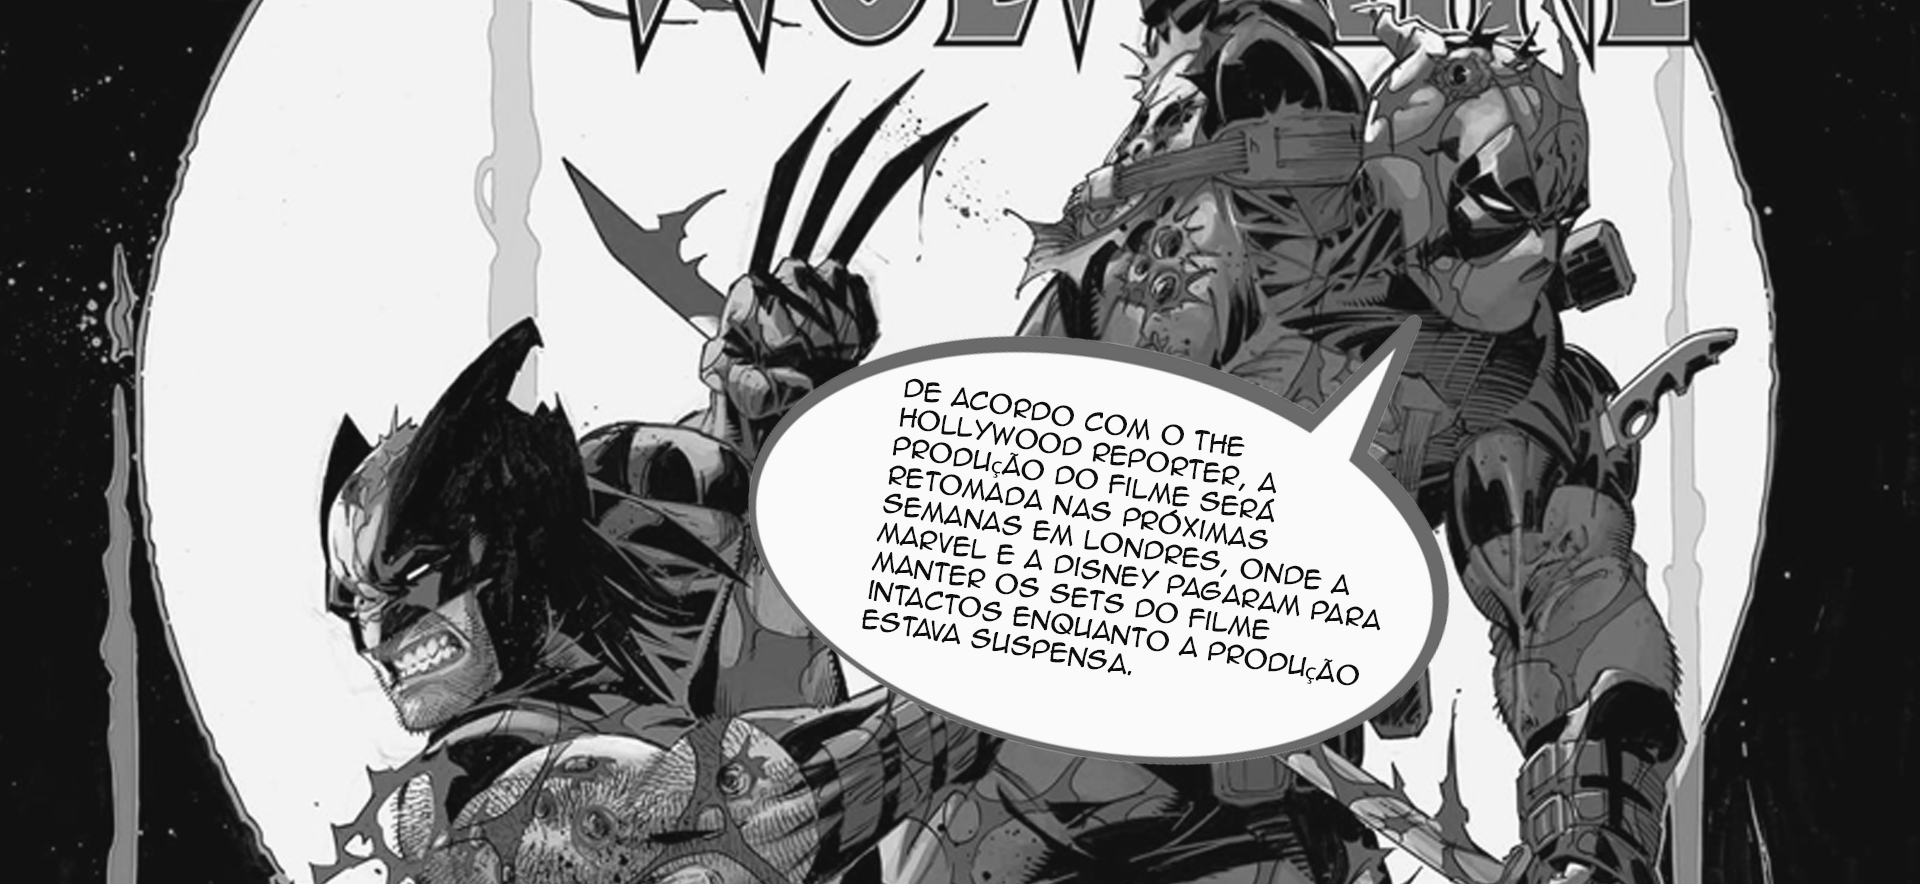 DE ACORDO COM O THE
HOLLYWOOD REPORTER, A
PRODUÇÃO DO FILME SERÁ
RETOMADA NAS PRÓXIMAS
SEMANAS EM LONDRES, ONDE A
MARVEL E A DISNEY PAGARAM PARA
MANTER OS SETS DO FILME
INTACTOS ENQUANTO A PRODUÇÃO
ESTAVA SUSPENSA.